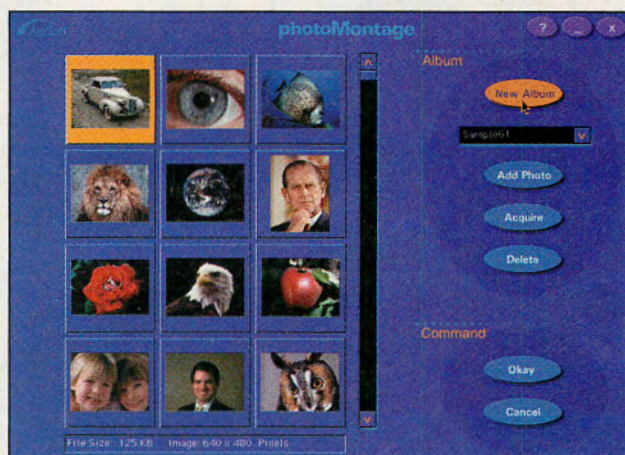 ArcSoft
photoMontage
? _ X
Album
New Album
Sample01
Add Photo
Acquire
Delete
Command
Okay
Cancel
File Size: 125 KB Image: 640 x 480 Pixels